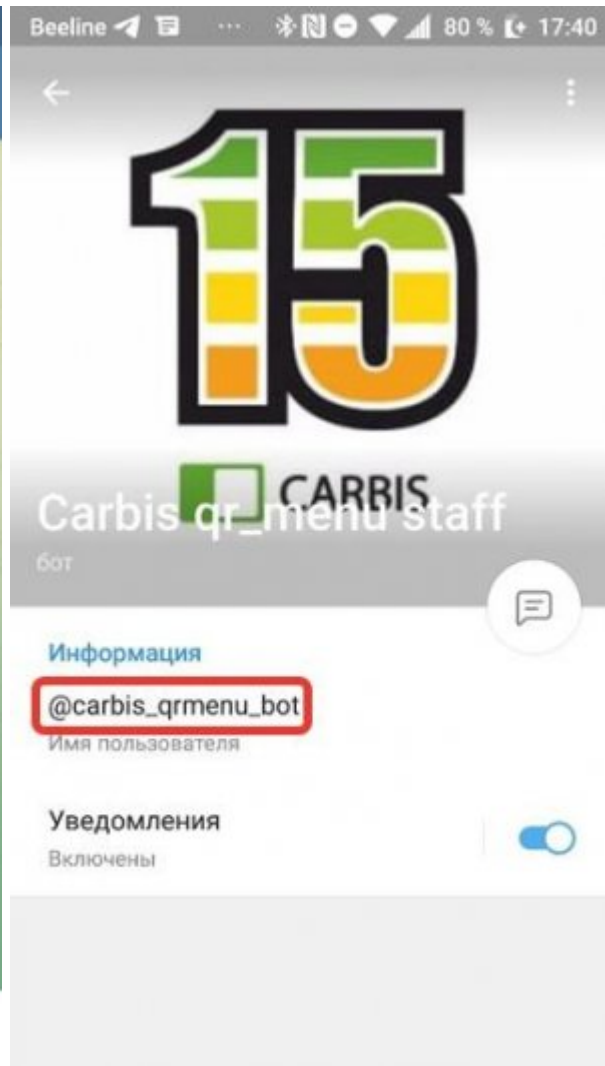 Beeline 80 % 17:40
15
CARBIS
Carbis qr_menu staff
бот
Информация
@carbis_qrmenu_bot
Имя пользователя
Уведомления
Включены